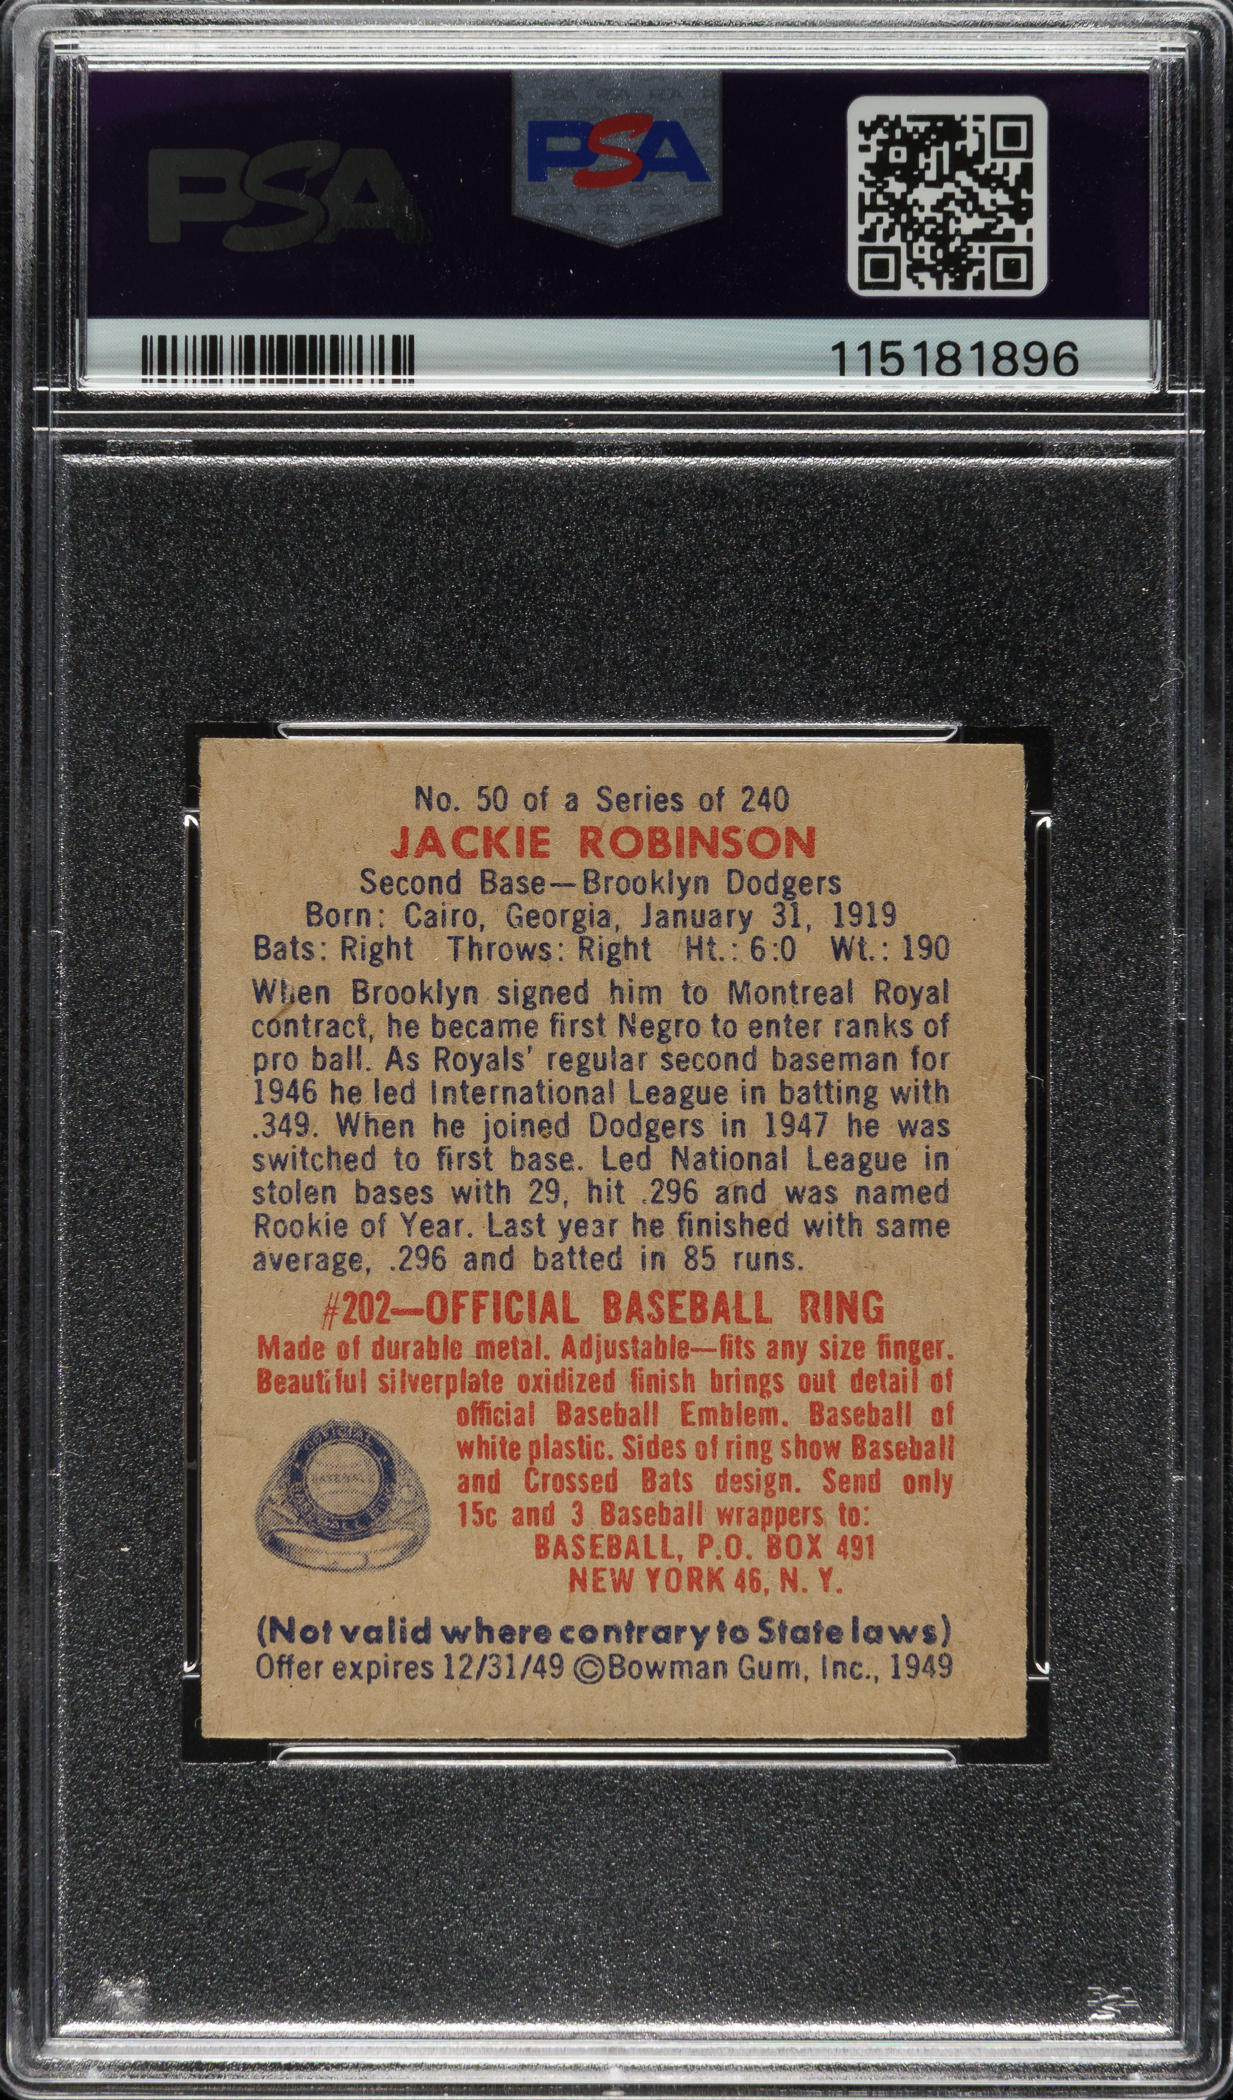 PSA
PSA
115181896
No. 50 of a Series of 240
JACKIE ROBINSON
Second Base—Brooklyn Dodgers
Born: Cairo, Georgia, January 31, 1919
Bats: Right Throws: Right Ht.: 6:0 Wt.: 190
When Brooklyn signed him to Montreal Royal
contract, he became first Negro to enter ranks of
pro ball. As Royals' regular second baseman for
1946 he led International League in batting with
.349. When he joined Dodgers in 1947 he was
switched to first base. Led National League in
stolen bases with 29, hit .296 and was named
Rookie of Year. Last year he finished with same
average, .296 and batted in 85 runs.
#202—OFFICIAL BASEBALL RING
Made of durable metal. Adjustable—fits any size finger.
Beautiful silverplate oxidized finish brings out detail of
official Baseball Emblem. Baseball of
white plastic. Sides of ring show Baseball
and Crossed Bats design. Send only
15c and 3 Baseball wrappers to:
BASEBALL, P.O. BOX 491
NEW YORK 46, N. Y.
OFFICIAL
(Not valid where contrary to State laws)
Offer expires 12/31/49 ©Bowman Gum, Inc., 1949